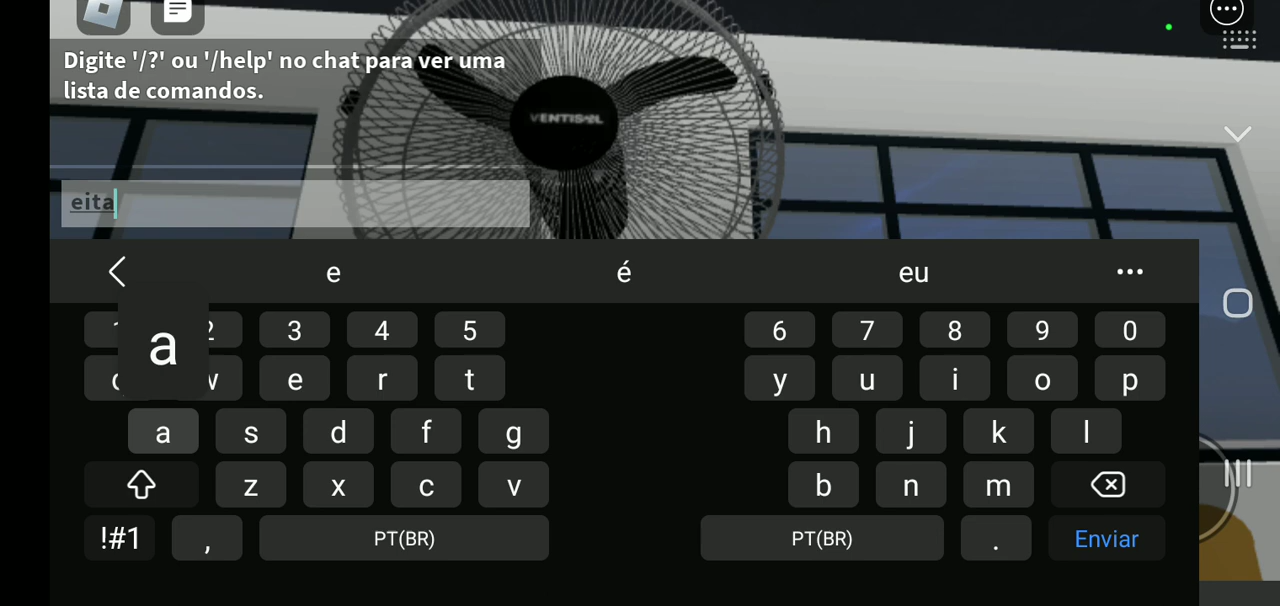 Digite '/?' ou '/help' no chat para ver uma
lista de comandos.
VENTISOL
eita
e é eu
2 3 4 5 6 7 8 9 0
w e r t y u i o p
a
a s d f g h j k l
z x c v b n m
!#1 , PT(BR) PT(BR) . Enviar